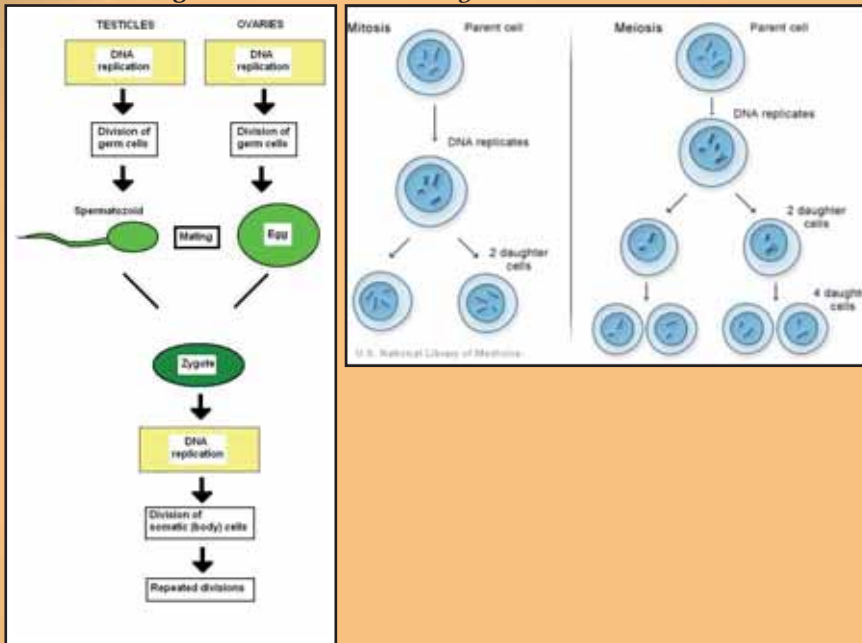 TESTICLES
OVARIES
DNA
replication
DNA
replication
Division of
germ cells
Division of
germ cells
Spermatozoid
Mating
Egg
Zygote
DNA
replication
Division of
somatic (body) cells
Repeated divisions
Mitosis
Parent cell
DNA replicates
2 daughter
cells
U.S. National Library of Medicine
Meiosis
Parent cell
DNA replicates
2 daughter
cells
4 daughter
cells